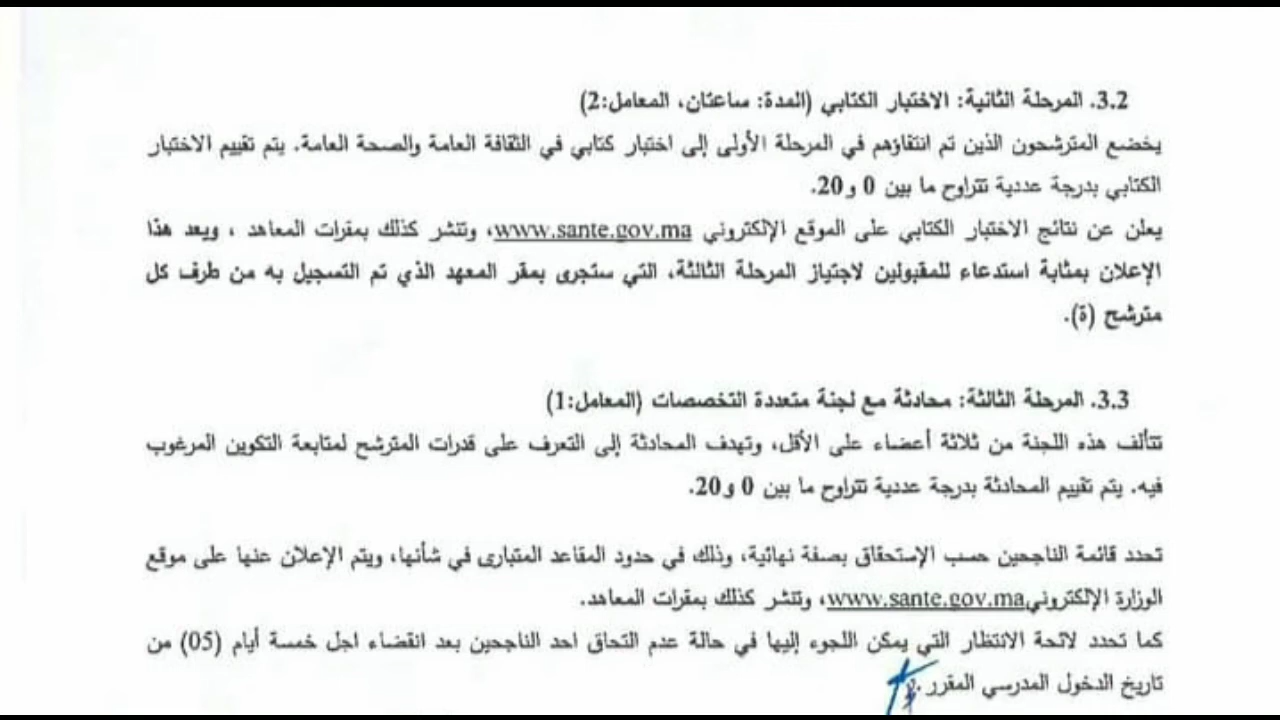 3.2. المرحلة الثانية: الاختبار الكتابي (المدة: ساعتان، المعامل:2)
يخضع المترشحون الذين تم انتقاؤهم في المرحلة الأولى إلى اختبار كتابي في الثقافة العامة والصحة العامة. يتم تقييم الاختبار
الكتابي بدرجة عددية تتراوح ما بين 0 و20.
يعلن عن نتائج الاختبار الكتابي على الموقع الإلكتروني www.sante.gov.ma، وتنشر كذلك بمقرات المعاهد ، ويعد هذا
الإعلان بمثابة استدعاء للمقبولين لاجتياز المرحلة الثالثة، التي ستجرى بمقر المعهد الذي تم التسجيل به من طرف كل
مترشح (ة).
3.3. المرحلة الثالثة: محادثة مع لجنة متعددة التخصصات (المعامل:1)
تتألف هذه اللجنة من ثلاثة أعضاء على الأقل، وتهدف المحادثة إلى التعرف على قدرات المترشح لمتابعة التكوين المرغوب
فيه. يتم تقييم المحادثة بدرجة عددية تتراوح ما بين 0 و20.
تحدد قائمة الناجحين حسب الإستحقاق بصفة نهائية، وذلك في حدود المقاعد المتبارى في شأنها، ويتم الإعلان عنها على موقع
الوزارة الإلكترونيwww.sante.gov.ma، وتنشر كذلك بمقرات المعاهد.
كما تحدد لائحة الانتظار التي يمكن اللجوء إليها في حالة عدم التحاق احد الناجحين بعد انقضاء اجل خمسة أيام (05) من
تاريخ الدخول المدرسي المقرر.